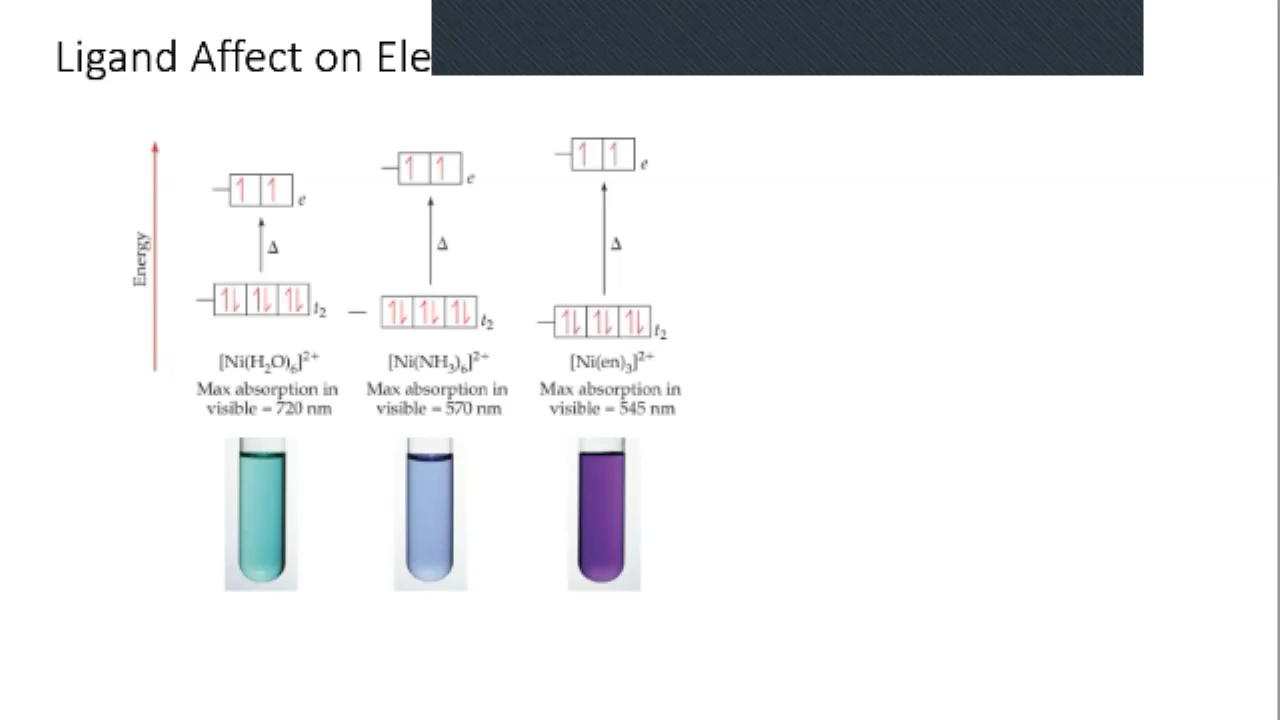 Ligand Affect on Ele
Energy
e
Δ
t₂
[Ni(H₂O)₆]²⁺
Max absorption in
visible = 720 nm
e
Δ
t₂
[Ni(NH₃)₆]²⁺
Max absorption in
visible = 570 nm
e
Δ
t₂
[Ni(en)₃]²⁺
Max absorption in
visible = 545 nm